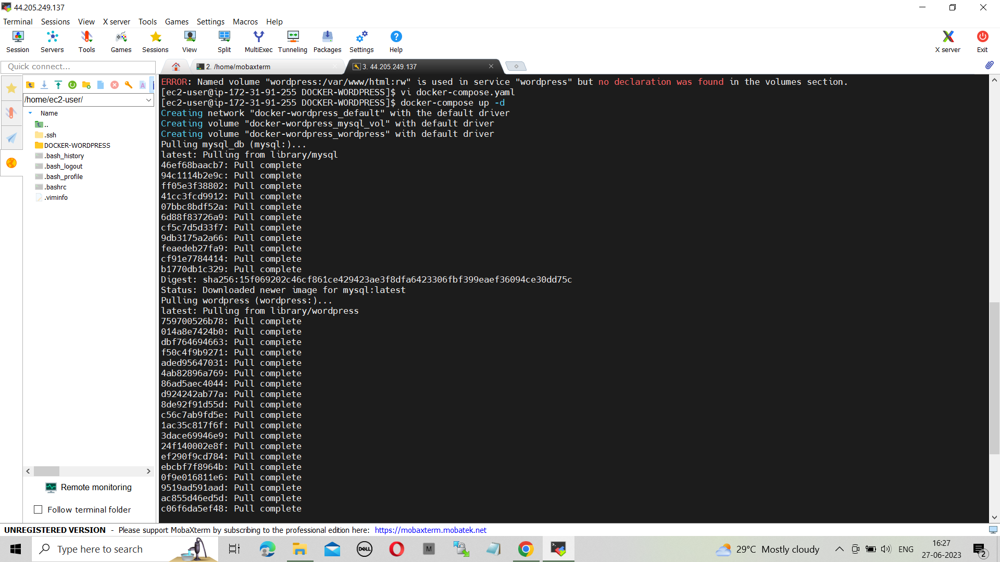 44.205.249.137
Terminal Sessions View X server Tools Games Settings Macros Help
Session Servers Tools Games Sessions View Split MultiExec Tunneling Packages Settings Help X server Exit
Quick connect...
2. /home/mobaxterm
3. 44.205.249.137
/home/ec2-user/
Name
..
.ssh
DOCKER-WORDPRESS
.bash_history
.bash_logout
.bash_profile
.bashrc
.viminfo
Remote monitoring
Follow terminal folder
ERROR: Named volume "wordpress:/var/www/html:rw" is used in service "wordpress" but no declaration was found in the volumes section.
[ec2-user@ip-172-31-91-255 DOCKER-WORDPRESS]$ vi docker-compose.yaml
[ec2-user@ip-172-31-91-255 DOCKER-WORDPRESS]$ docker-compose up -d
Creating network "docker-wordpress_default" with the default driver
Creating volume "docker-wordpress_mysql_vol" with default driver
Creating volume "docker-wordpress_wordpress" with default driver
Pulling mysql_db (mysql:)...
latest: Pulling from library/mysql
46ef68baacb7: Pull complete
94c1114b2e9c: Pull complete
ff05e3f38802: Pull complete
41cc3fcd9912: Pull complete
07bbc8bdf52a: Pull complete
6d88f83726a9: Pull complete
cf5c7d5d33f7: Pull complete
9db3175a2a66: Pull complete
feaedeb27fa9: Pull complete
cf91e7784414: Pull complete
b1770db1c329: Pull complete
Digest: sha256:15f069202c46cf861ce429423ae3f8dfa6423306fbf399eaef36094ce30dd75c
Status: Downloaded newer image for mysql:latest
Pulling wordpress (wordpress:)...
latest: Pulling from library/wordpress
759700526b78: Pull complete
014a8e7424b0: Pull complete
dbf764694663: Pull complete
f50c4f9b9271: Pull complete
aded95647031: Pull complete
4ab82896a769: Pull complete
86ad5aec4044: Pull complete
d924242ab77a: Pull complete
8de92f91d55d: Pull complete
c56c7ab9fd5e: Pull complete
1ac35c817f6f: Pull complete
3dace69946e9: Pull complete
24f140002e8f: Pull complete
ef290f9cd784: Pull complete
ebcbf7f8964b: Pull complete
0f9e016811e6: Pull complete
9519ad591aad: Pull complete
ac855d46ed5d: Pull complete
c06f6da5ef48: Pull complete
UNREGISTERED VERSION - Please support MobaXterm by subscribing to the professional edition here: https://mobaxterm.mobatek.net
Type here to search
DELL
M
29°C Mostly cloudy
ENG
16:27
27-06-2023
2